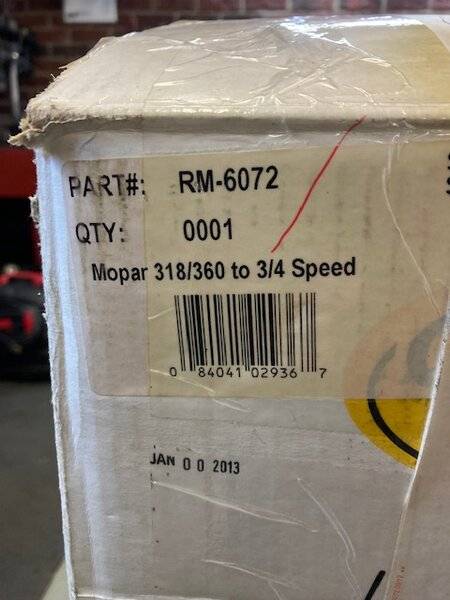 PART#: RM-6072
QTY: 0001
Mopar 318/360 to 3/4 Speed
0 84041 02936 7
JAN 0 0 2013